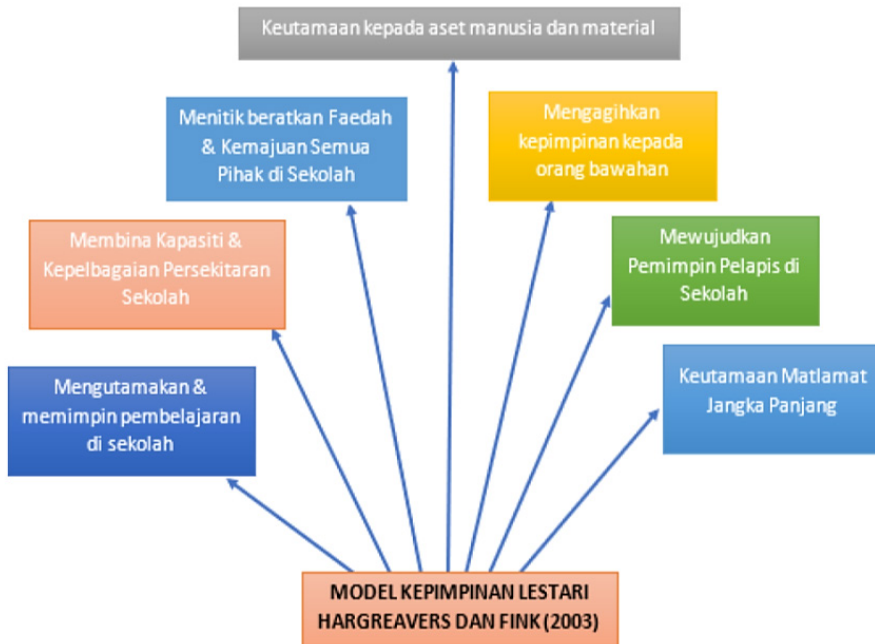 Keutamaan kepada aset manusia dan material
Menitik beratkan Faedah
& Kemajuan Semua
Pihak di Sekolah
Mengagihkan
kepimpinan kepada
orang bawahan
Membina Kapasiti &
Kepelbagaian Persekitaran
Sekolah
Mewujudkan
Pemimpin Pelapis di
Sekolah
Mengutamakan &
memimpin pembelajaran
di sekolah
Keutamaan Matlamat
Jangka Panjang
MODEL KEPIMPINAN LESTARI
HARGREAVERS DAN FINK (2003)